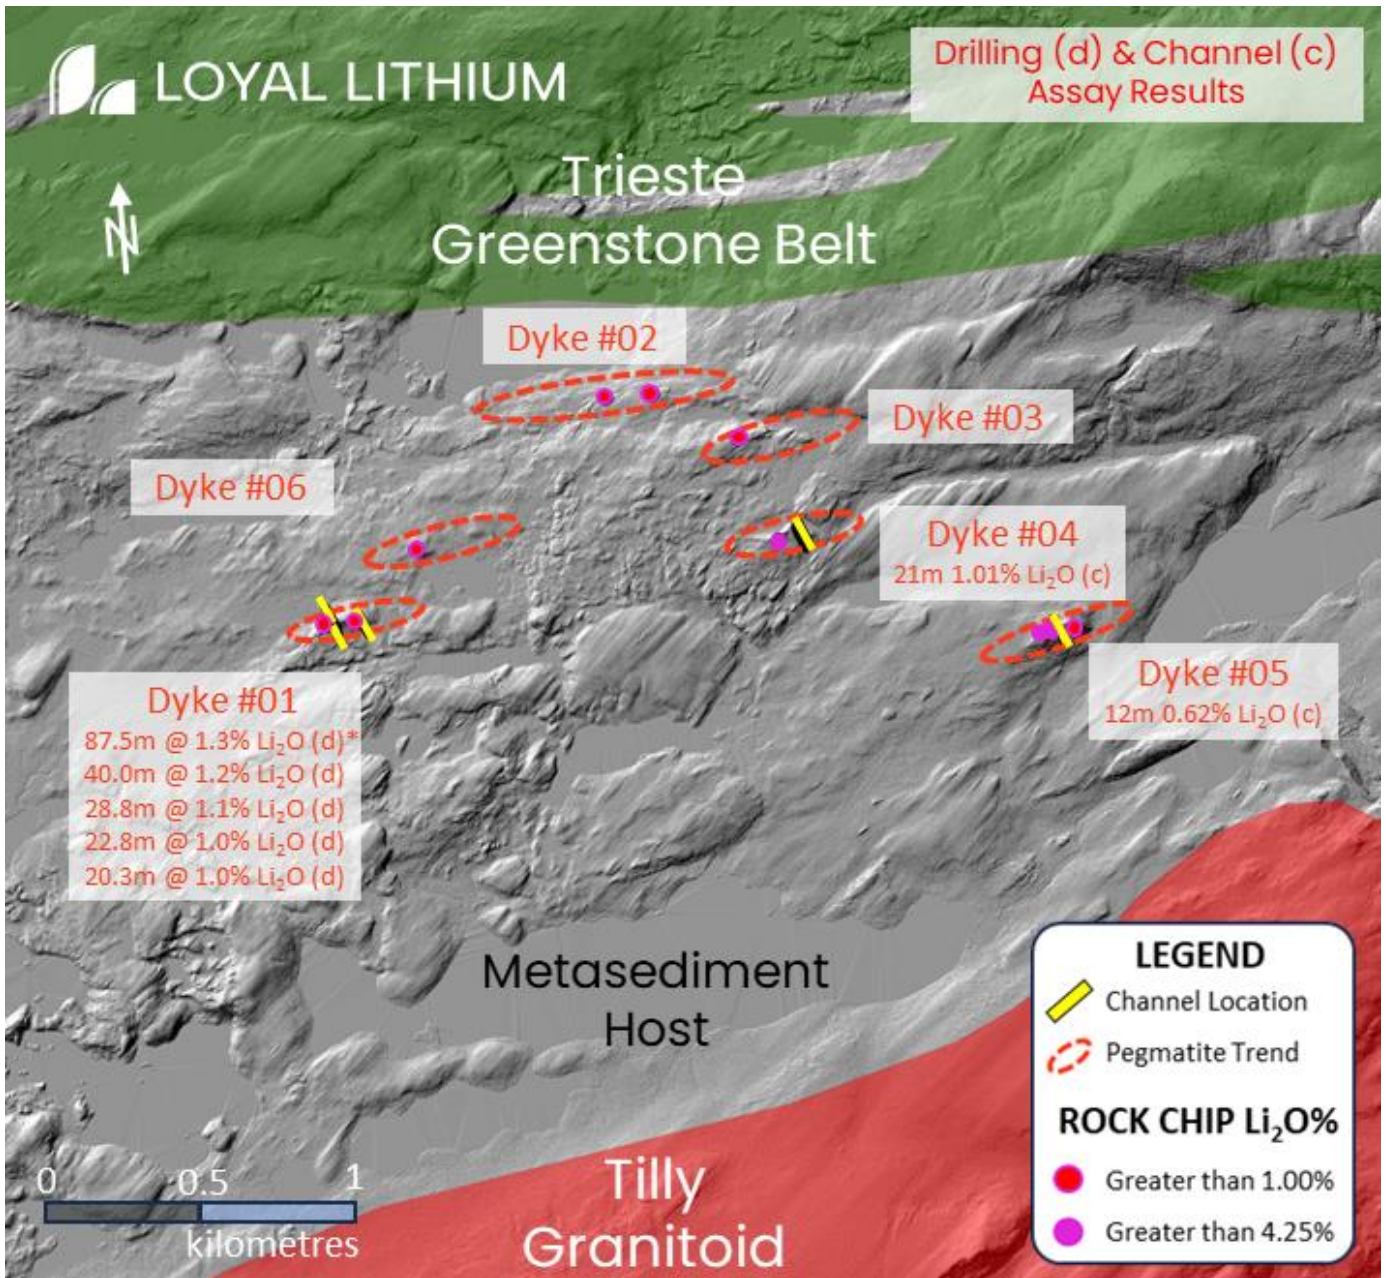 LOYAL LITHIUM
Drilling (d) & Channel (c)
Assay Results
N
Trieste
Greenstone Belt
Dyke #02
Dyke #03
Dyke #06
Dyke #04
21m 1.01% Li₂O (c)
Dyke #05
12m 0.62% Li₂O (c)
Dyke #01
87.5m @ 1.3% Li₂O (d)*
40.0m @ 1.2% Li₂O (d)
28.8m @ 1.1% Li₂O (d)
22.8m @ 1.0% Li₂O (d)
20.3m @ 1.0% Li₂O (d)
Metasediment
Host
LEGEND
Channel Location
Pegmatite Trend
ROCK CHIP Li₂O%
Greater than 1.00%
Greater than 4.25%
0 0.5 1
kilometres
Tilly
Granitoid